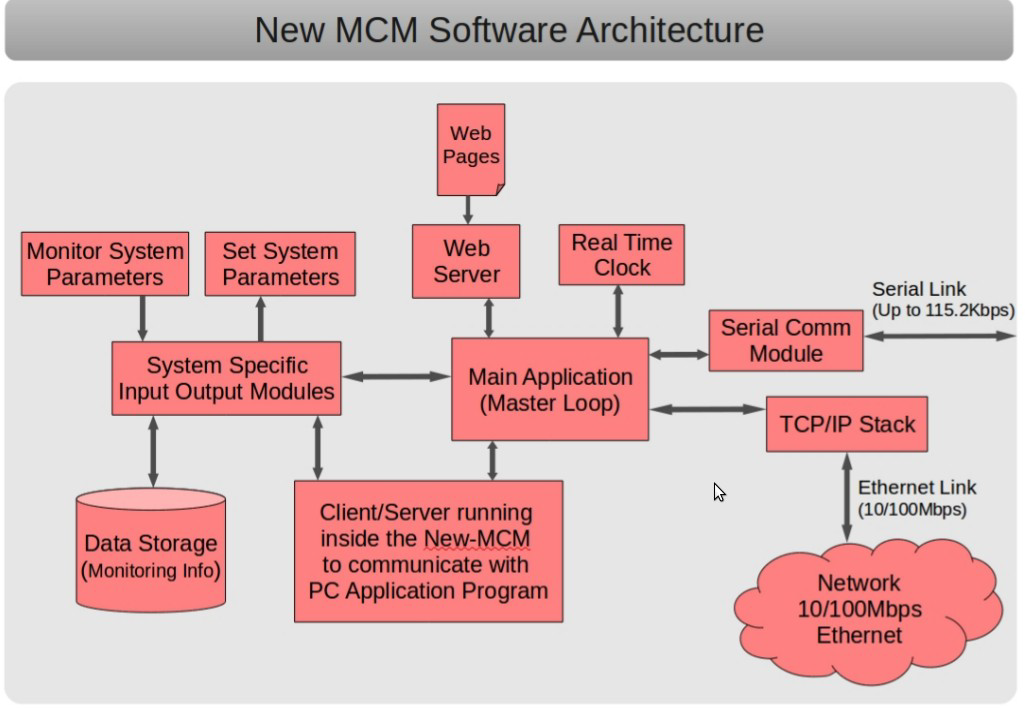 New MCM Software Architecture
Web
Pages
Monitor System
Parameters
Set System
Parameters
Web
Server
Real Time
Clock
Serial Link
(Up to 115.2Kbps)
Serial Comm
Module
System Specific
Input Output Modules
Main Application
(Master Loop)
TCP/IP Stack
Ethernet Link
(10/100Mbps)
Data Storage
(Monitoring Info)
Client/Server running
inside the New-MCM
to communicate with
PC Application Program
Network
10/100Mbps
Ethernet